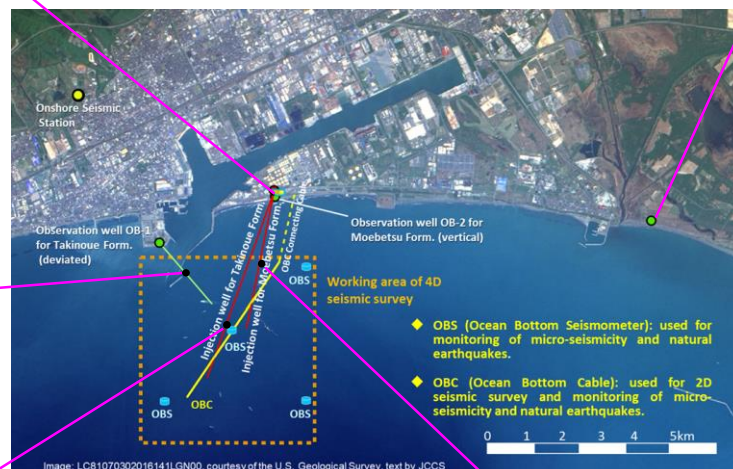 Onshore Seismic
Station
Observation well OB-1
for Takinoue Form.
(deviated)
Injection well for Takinoue Form.
Injection well for Moebetsu Form.
OBC Connecting Cable
Observation well OB-2 for
Moebetsu Form. (vertical)
Working area of 4D
seismic survey
OBS
OBS
OBC
OBS
OBS
◆ OBS (Ocean Bottom Seismometer): used for
monitoring of micro-seismicity and natural
earthquakes.
◆ OBC (Ocean Bottom Cable): used for 2D
seismic survey and monitoring of micro-
seismicity and natural earthquakes.
0 1 2 3 4 5km
Image: LC81070302016141LGN00, courtesy of the U.S. Geological Survey, text by JCCS